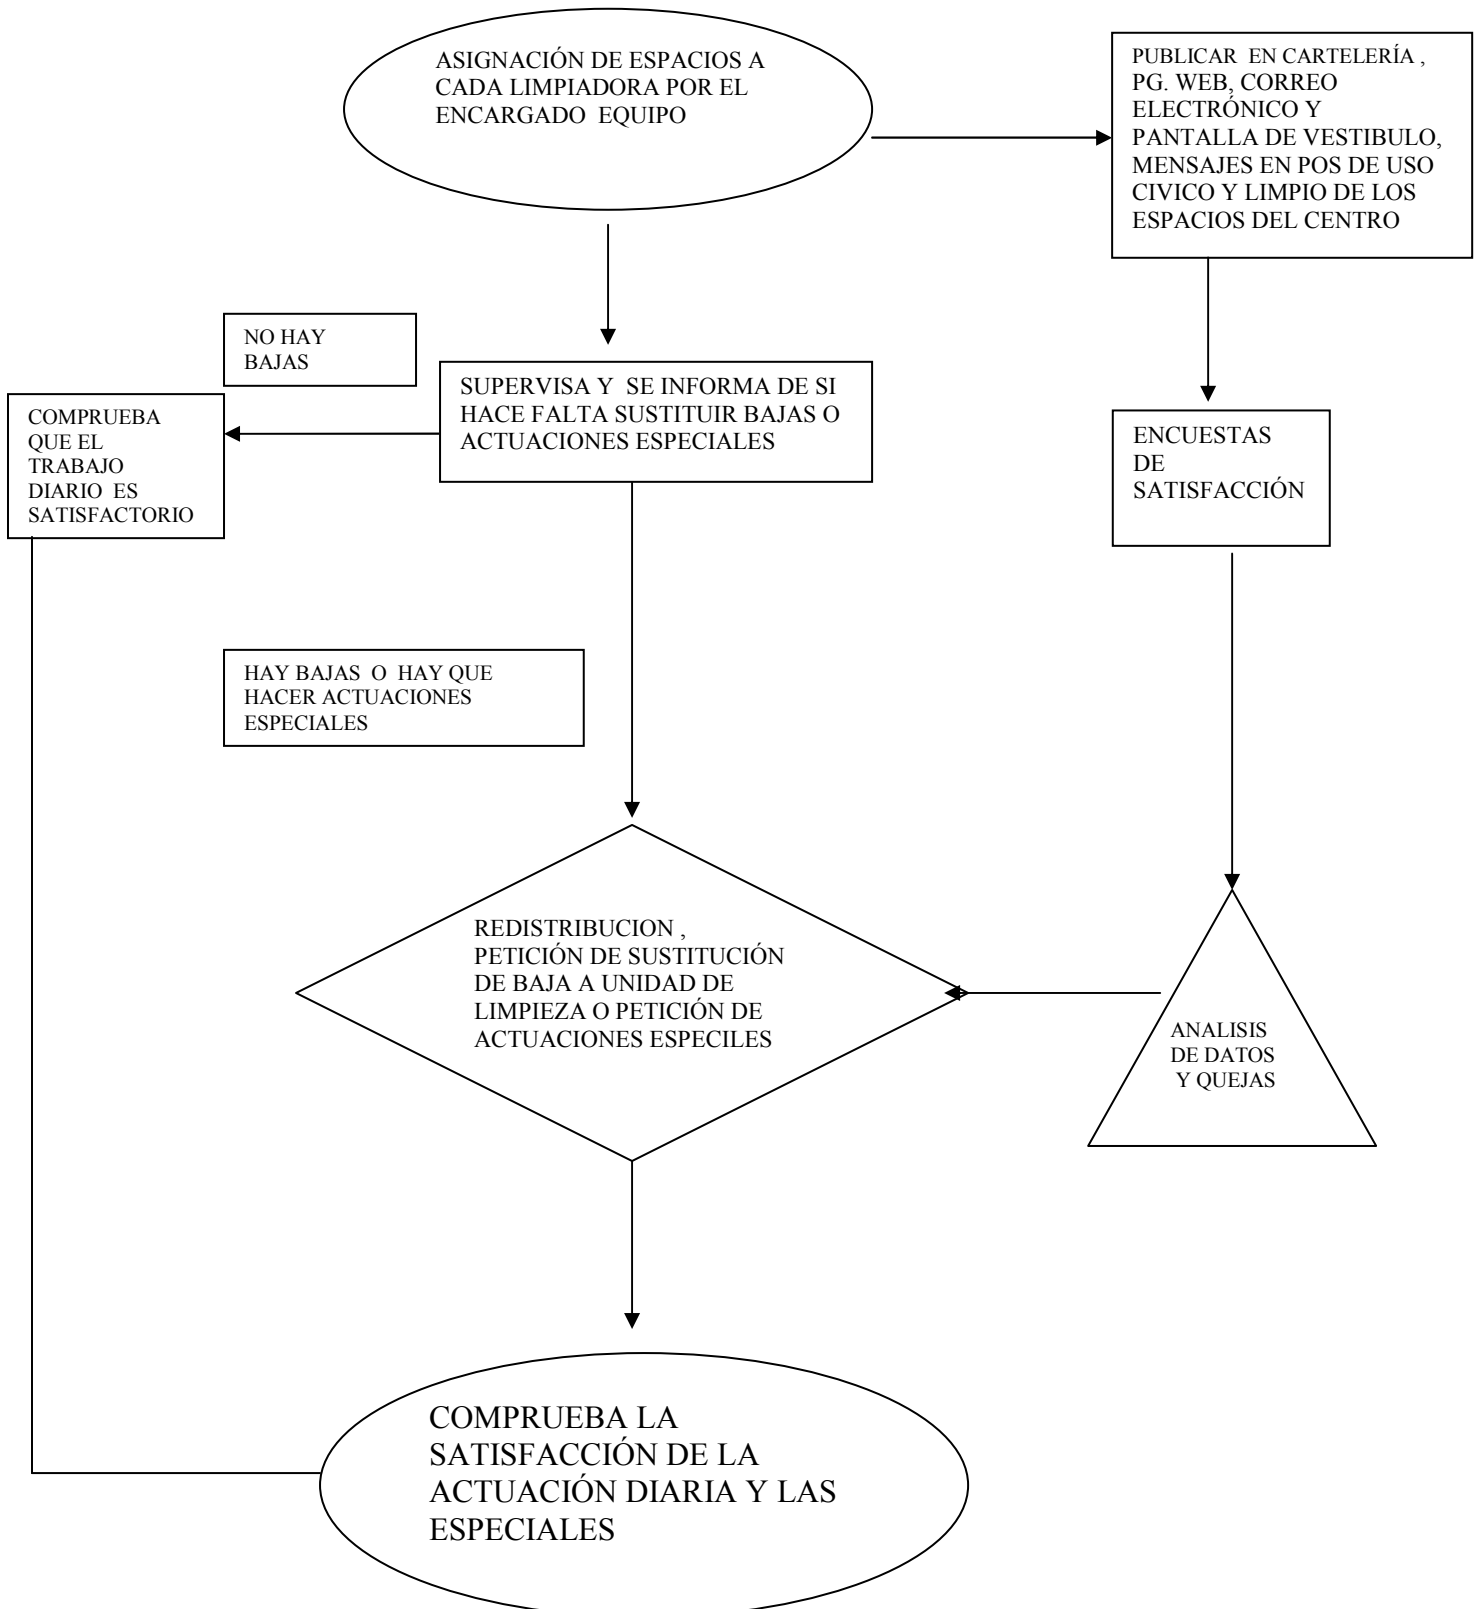 ASIGNACIÓN DE ESPACIOS A
CADA LIMPIADORA POR EL
ENCARGADO EQUIPO
PUBLICAR EN CARTELERÍA ,
PG. WEB, CORREO
ELECTRÓNICO Y
PANTALLA DE VESTIBULO,
MENSAJES EN POS DE USO
CIVICO Y LIMPIO DE LOS
ESPACIOS DEL CENTRO
NO HAY
BAJAS
SUPERVISA Y SE INFORMA DE SI
HACE FALTA SUSTITUIR BAJAS O
ACTUACIONES ESPECIALES
COMPRUEBA
QUE EL
TRABAJO
DIARIO ES
SATISFACTORIO
ENCUESTAS
DE
SATISFACCIÓN
HAY BAJAS O HAY QUE
HACER ACTUACIONES
ESPECIALES
REDISTRIBUCION ,
PETICIÓN DE SUSTITUCIÓN
DE BAJA A UNIDAD DE
LIMPIEZA O PETICIÓN DE
ACTUACIONES ESPECILES
ANALISIS
DE DATOS
Y QUEJAS
COMPRUEBA LA
SATISFACCIÓN DE LA
ACTUACIÓN DIARIA Y LAS
ESPECIALES